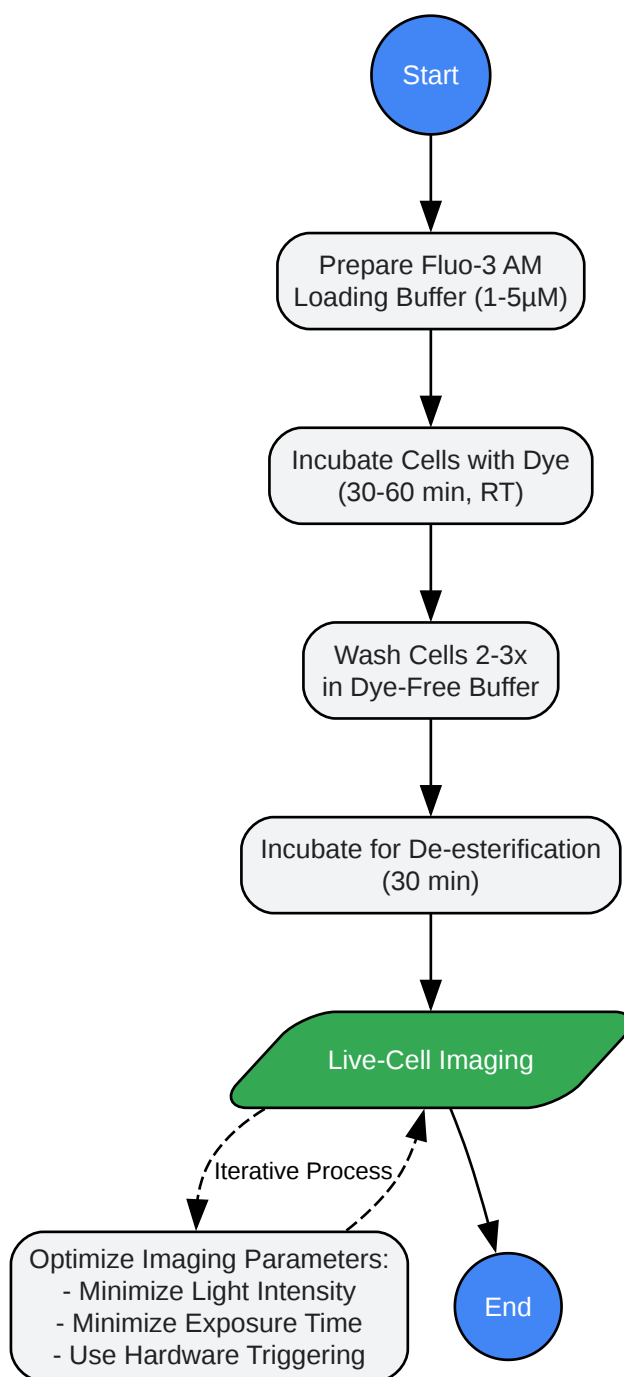 Start
Prepare Fluo-3 AM
Loading Buffer (1-5µM)
Incubate Cells with Dye
(30-60 min, RT)
Wash Cells 2-3x
in Dye-Free Buffer
Incubate for De-esterification
(30 min)
Live-Cell Imaging
Iterative Process
Optimize Imaging Parameters:
- Minimize Light Intensity
- Minimize Exposure Time
- Use Hardware Triggering
End